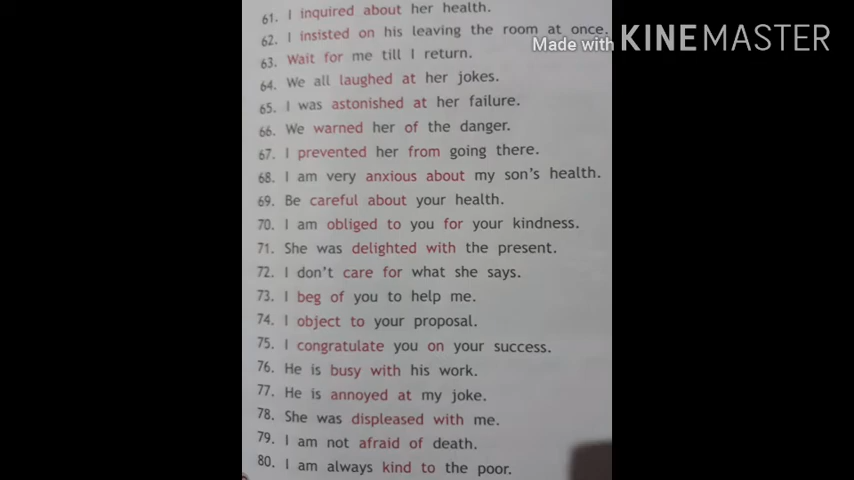 61. I inquired about her health.
62. I insisted on his leaving the room at once.
Made with KINEMASTER
63. Wait for me till I return.
64. We all laughed at her jokes.
65. I was astonished at her failure.
66. We warned her of the danger.
67. I prevented her from going there.
68. I am very anxious about my son's health.
69. Be careful about your health.
70. I am obliged to you for your kindness.
71. She was delighted with the present.
72. I don't care for what she says.
73. I beg of you to help me.
74. I object to your proposal.
75. I congratulate you on your success.
76. He is busy with his work.
77. He is annoyed at my joke.
78. She was displeased with me.
79. I am not afraid of death.
80. I am always kind to the poor.